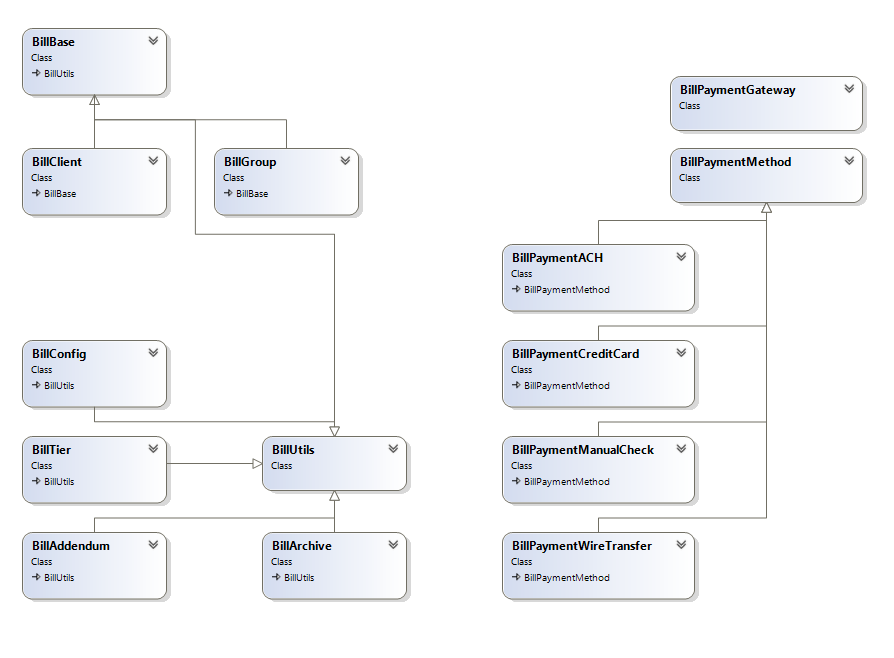 BillBase
Class
BillUtils
BillPaymentGateway
Class
BillClient
Class
BillBase
BillGroup
Class
BillBase
BillPaymentMethod
Class
BillPaymentACH
Class
BillPaymentMethod
BillConfig
Class
BillUtils
BillPaymentCreditCard
Class
BillPaymentMethod
BillTier
Class
BillUtils
BillUtils
Class
BillPaymentManualCheck
Class
BillPaymentMethod
BillAddendum
Class
BillUtils
BillArchive
Class
BillUtils
BillPaymentWireTransfer
Class
BillPaymentMethod